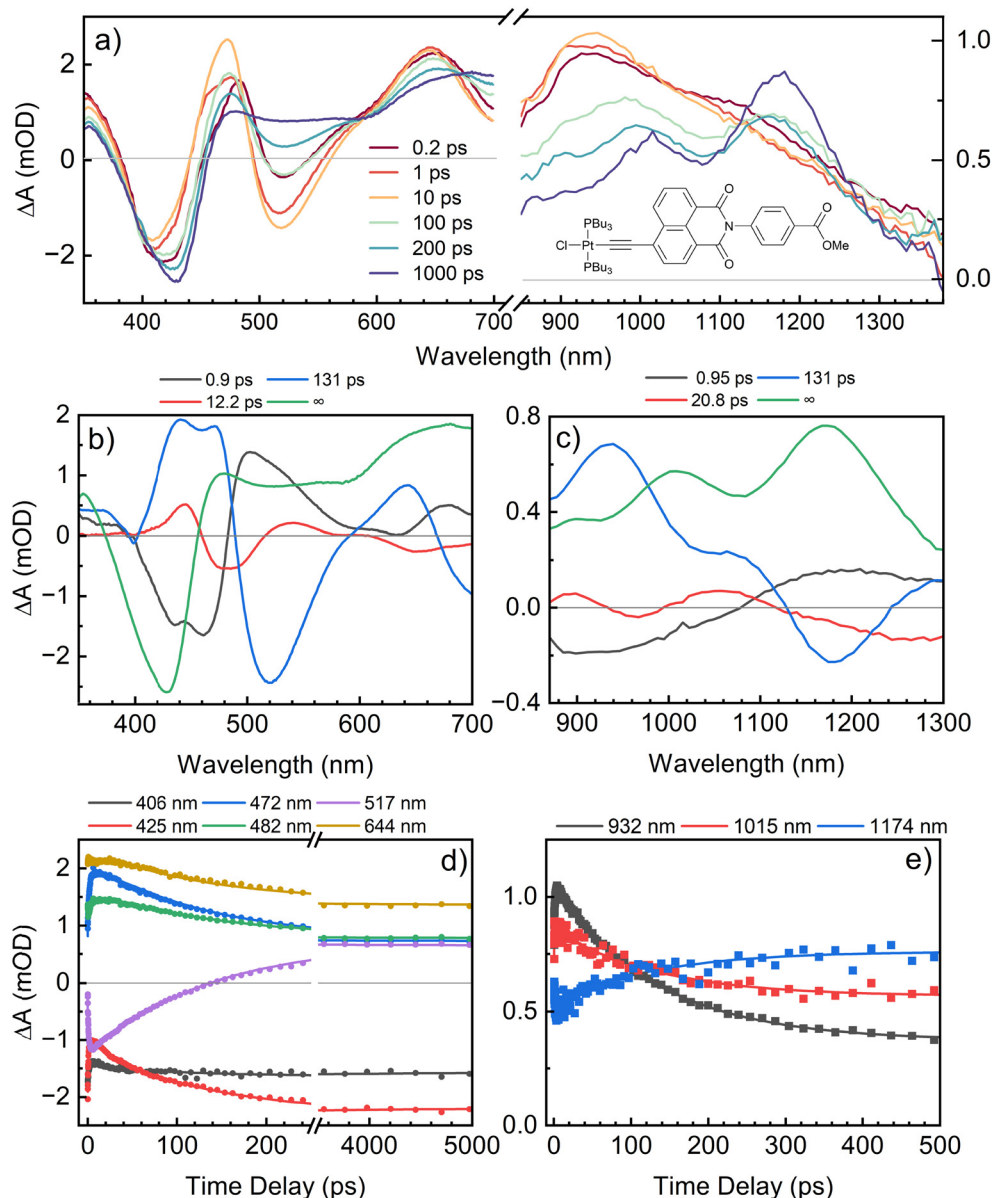 a)
ΔA (mOD)
2
0
−2
1.0
0.5
0.0
0.2 ps
1 ps
10 ps
100 ps
200 ps
1000 ps
PBu3
Cl Pt
PBu3
O
N
O
O
OMe
400 500 600 700 900 1000 1100 1200 1300
Wavelength (nm)
0.9 ps 131 ps
12.2 ps ∞
b)
ΔA (mOD)
2
1
0
−1
−2
400 500 600 700
Wavelength (nm)
0.95 ps 131 ps
20.8 ps ∞
c)
0.8
0.4
0.0
−0.4
900 1000 1100 1200 1300
Wavelength (nm)
406 nm 472 nm 517 nm
425 nm 482 nm 644 nm
d)
ΔA (mOD)
2
1
0
−1
−2
0 100 200 4000 5000
Time Delay (ps)
932 nm 1015 nm 1174 nm
e)
1.0
0.5
0.0
0 100 200 300 400 500
Time Delay (ps)